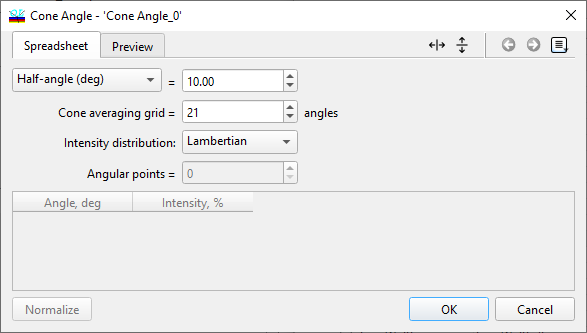 Cone Angle - 'Cone Angle_0'
Spreadsheet Preview
Half-angle (deg) = 10.00
Cone averaging grid = 21 angles
Intensity distribution: Lambertian
Angular points = 0
Angle, deg Intensity, %
Normalize OK Cancel